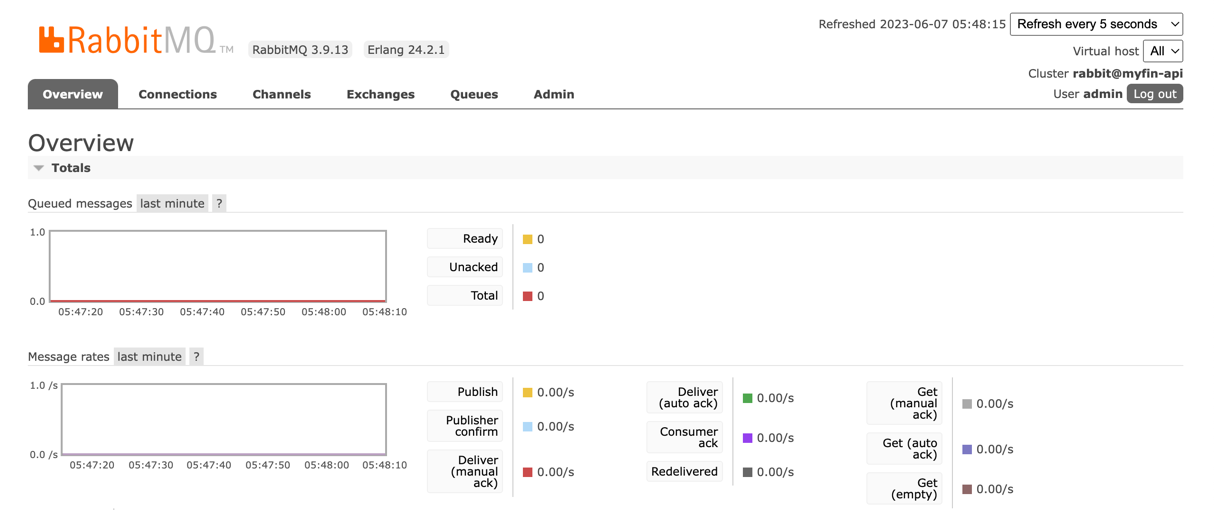 Refreshed 2023-06-07 05:48:15 Refresh every 5 seconds
RabbitMQ TM RabbitMQ 3.9.13 Erlang 24.2.1
Virtual host All
Cluster rabbit@myfin-api
User admin Log out
Overview Connections Channels Exchanges Queues Admin
Overview
Totals
Queued messages last minute ?
1.0
0.0
05:47:20 05:47:30 05:47:40 05:47:50 05:48:00 05:48:10
Ready 0
Unacked 0
Total 0
Message rates last minute ?
1.0 /s
0.0 /s
05:47:20 05:47:30 05:47:40 05:47:50 05:48:00 05:48:10
Publish 0.00/s
Publisher
confirm 0.00/s
Deliver
(manual
ack) 0.00/s
Deliver
(auto ack) 0.00/s
Consumer
ack 0.00/s
Redelivered 0.00/s
Get
(manual
ack) 0.00/s
Get (auto
ack) 0.00/s
Get
(empty) 0.00/s